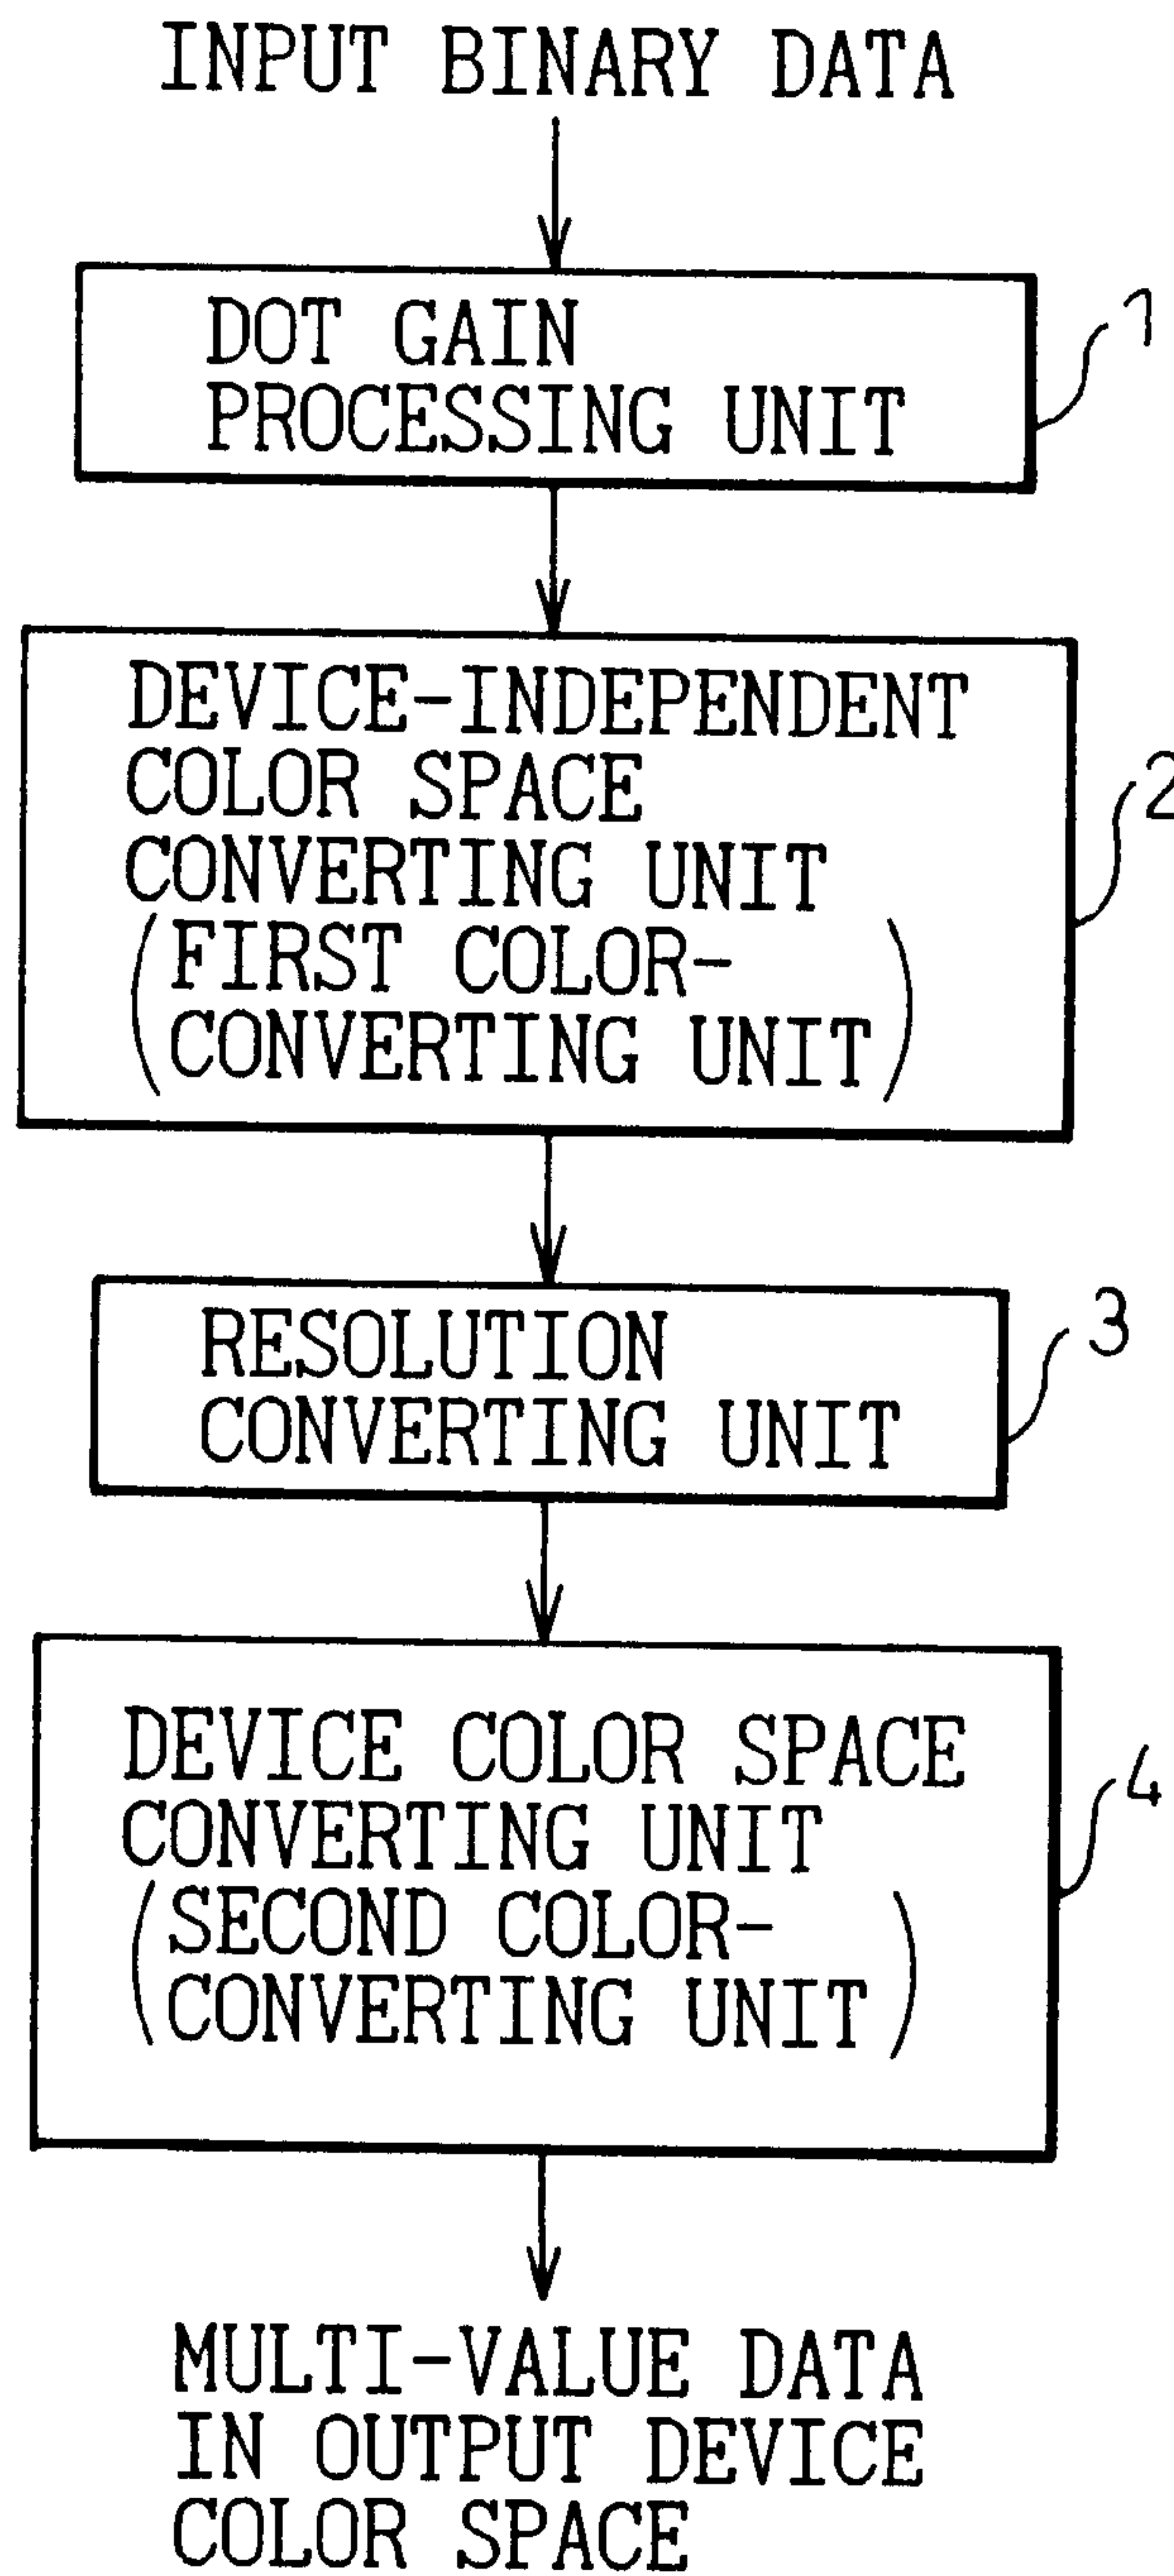 INPUT BINARY DATA
DOT GAIN
PROCESSING UNIT
1
DEVICE-INDEPENDENT
COLOR SPACE
CONVERTING UNIT
(FIRST COLOR-
CONVERTING UNIT)
2
RESOLUTION
CONVERTING UNIT
3
DEVICE COLOR SPACE
CONVERTING UNIT
(SECOND COLOR-
CONVERTING UNIT)
4
MULTI-VALUE DATA
IN OUTPUT DEVICE
COLOR SPACE